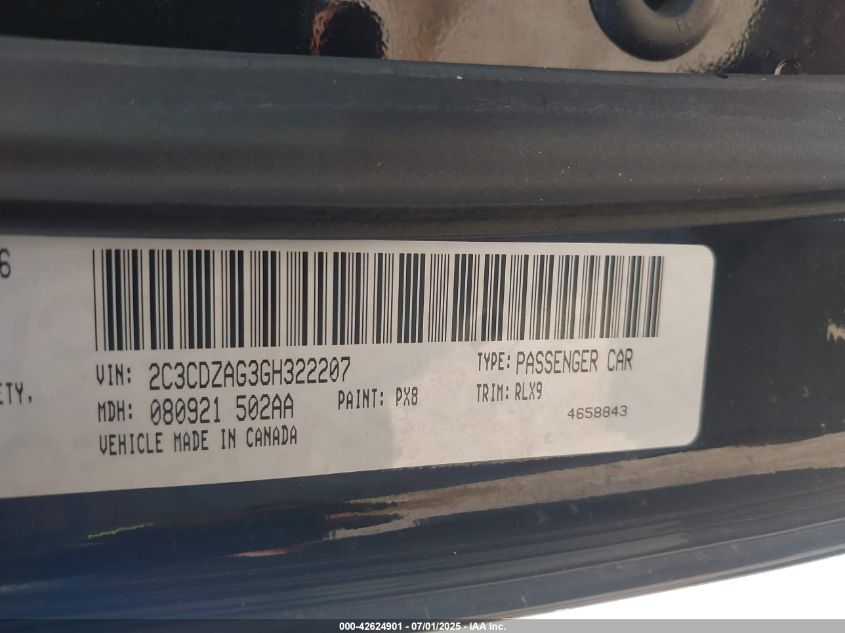 6
ETY,
VIN: 2C3CDZAG3GH322207
TYPE: PASSENGER CAR
MDH: 080921 502AA
PAINT: PX8
TRIM: RLX9
4658843
VEHICLE MADE IN CANADA
000-42624901 - 07/01/2025 - IAA Inc.